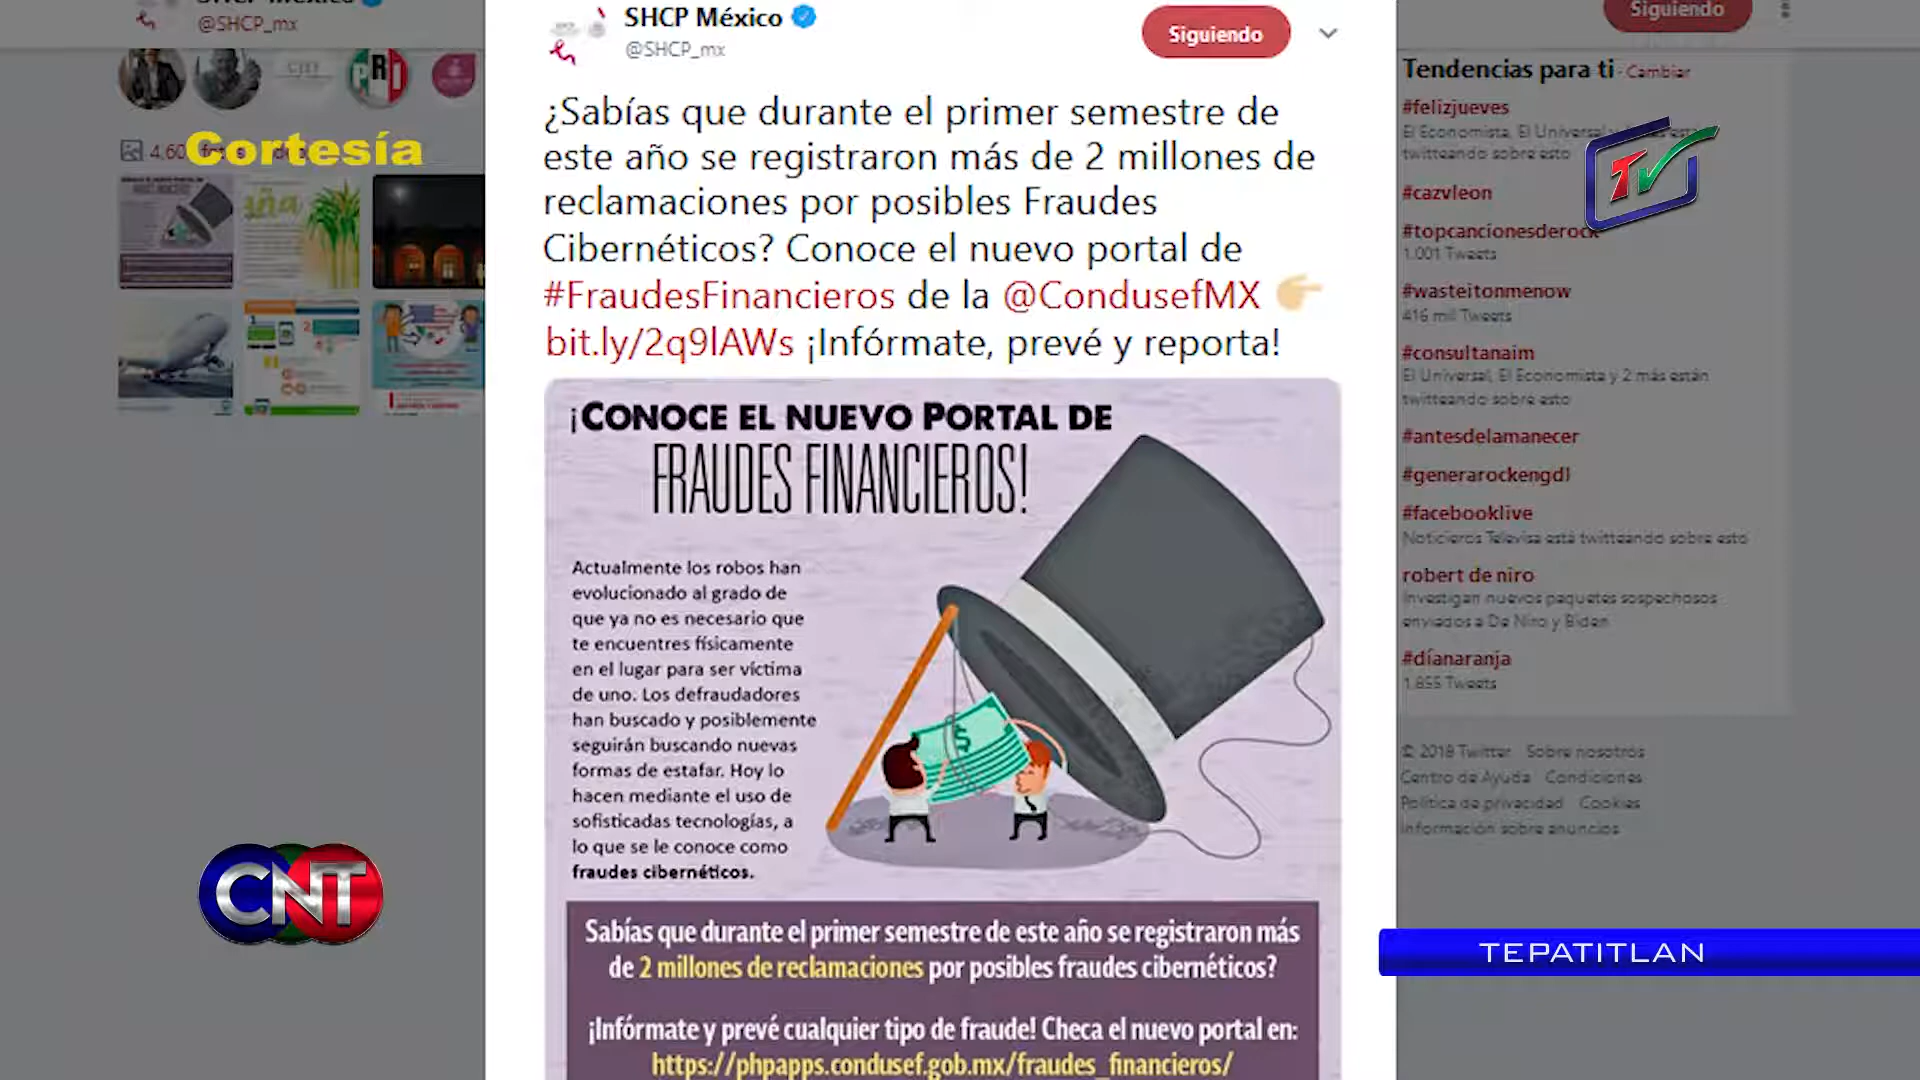 SHCP México
@SHCP_mx
Siguiendo
¿Sabías que durante el primer semestre de
este año se registraron más de 2 millones de
reclamaciones por posibles Fraudes
Cibernéticos? Conoce el nuevo portal de
#FraudesFinancieros de la @CondusefMX
bit.ly/2q9lAWs ¡Infórmate, prevé y reporta!
¡CONOCE EL NUEVO PORTAL DE
FRAUDES FINANCIEROS!
Actualmente los robos han
evolucionado al grado de
que ya no es necesario que
te encuentres físicamente
en el lugar para ser víctima
de uno. Los defraudadores
han buscado y posiblemente
seguirán buscando nuevas
formas de estafar. Hoy lo
hacen mediante el uso de
sofisticadas tecnologías, a
lo que se le conoce como
fraudes cibernéticos.
Sabías que durante el primer semestre de este año se registraron más
de 2 millones de reclamaciones por posibles fraudes cibernéticos?
¡Infórmate y prevé cualquier tipo de fraude! Checa el nuevo portal en:
https://phpapps.condusef.gob.mx/fraudes_financieros/
@SHCP_mx
PRI
Cortesía
CNT
Siguiendo
Tendencias para ti · Cambiar
#felizjueves
El Economista, El Universal
twitteando sobre esto
#cazvleon
#topcancionesderock
1.001 Tweets
#wasteitonmenow
416 mil Tweets
#consultanaim
El Universal, El Economista y 2 más están
twitteando sobre esto
#antesdelamanecer
#generarockengdl
#facebooklive
Noticieros Televisa está twitteando sobre esto
robert de niro
Investigan nuevos paquetes sospechosos
enviados a De Niro y Biden
#díanaranja
1.855 Tweets
© 2018 Twitter Sobre nosotros
Centro de Ayuda Condiciones
Política de privacidad Cookies
Información sobre anuncios
TV
TEPATITLAN